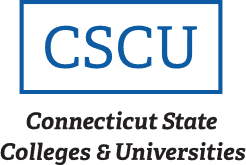 CSCU
Connecticut State
Colleges & Universities